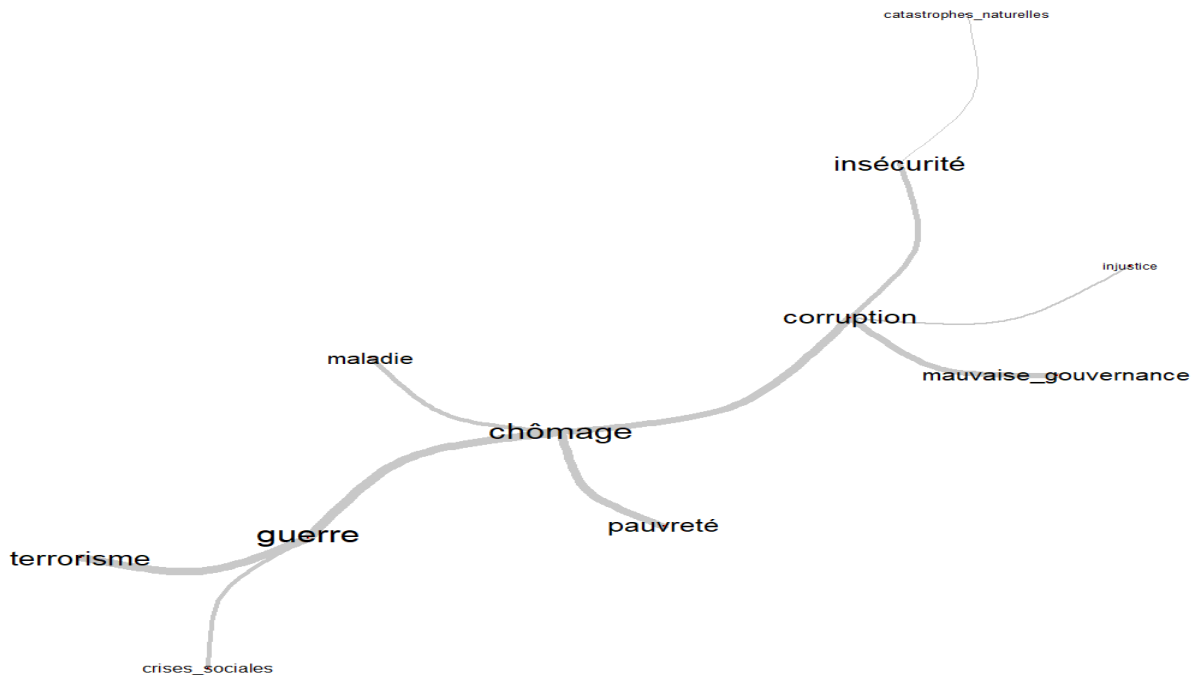 catastrophes_naturelles
insécurité
injustice
corruption
maladie
mauvaise_gouvernance
chômage
pauvreté
guerre
terrorisme
crises_sociales